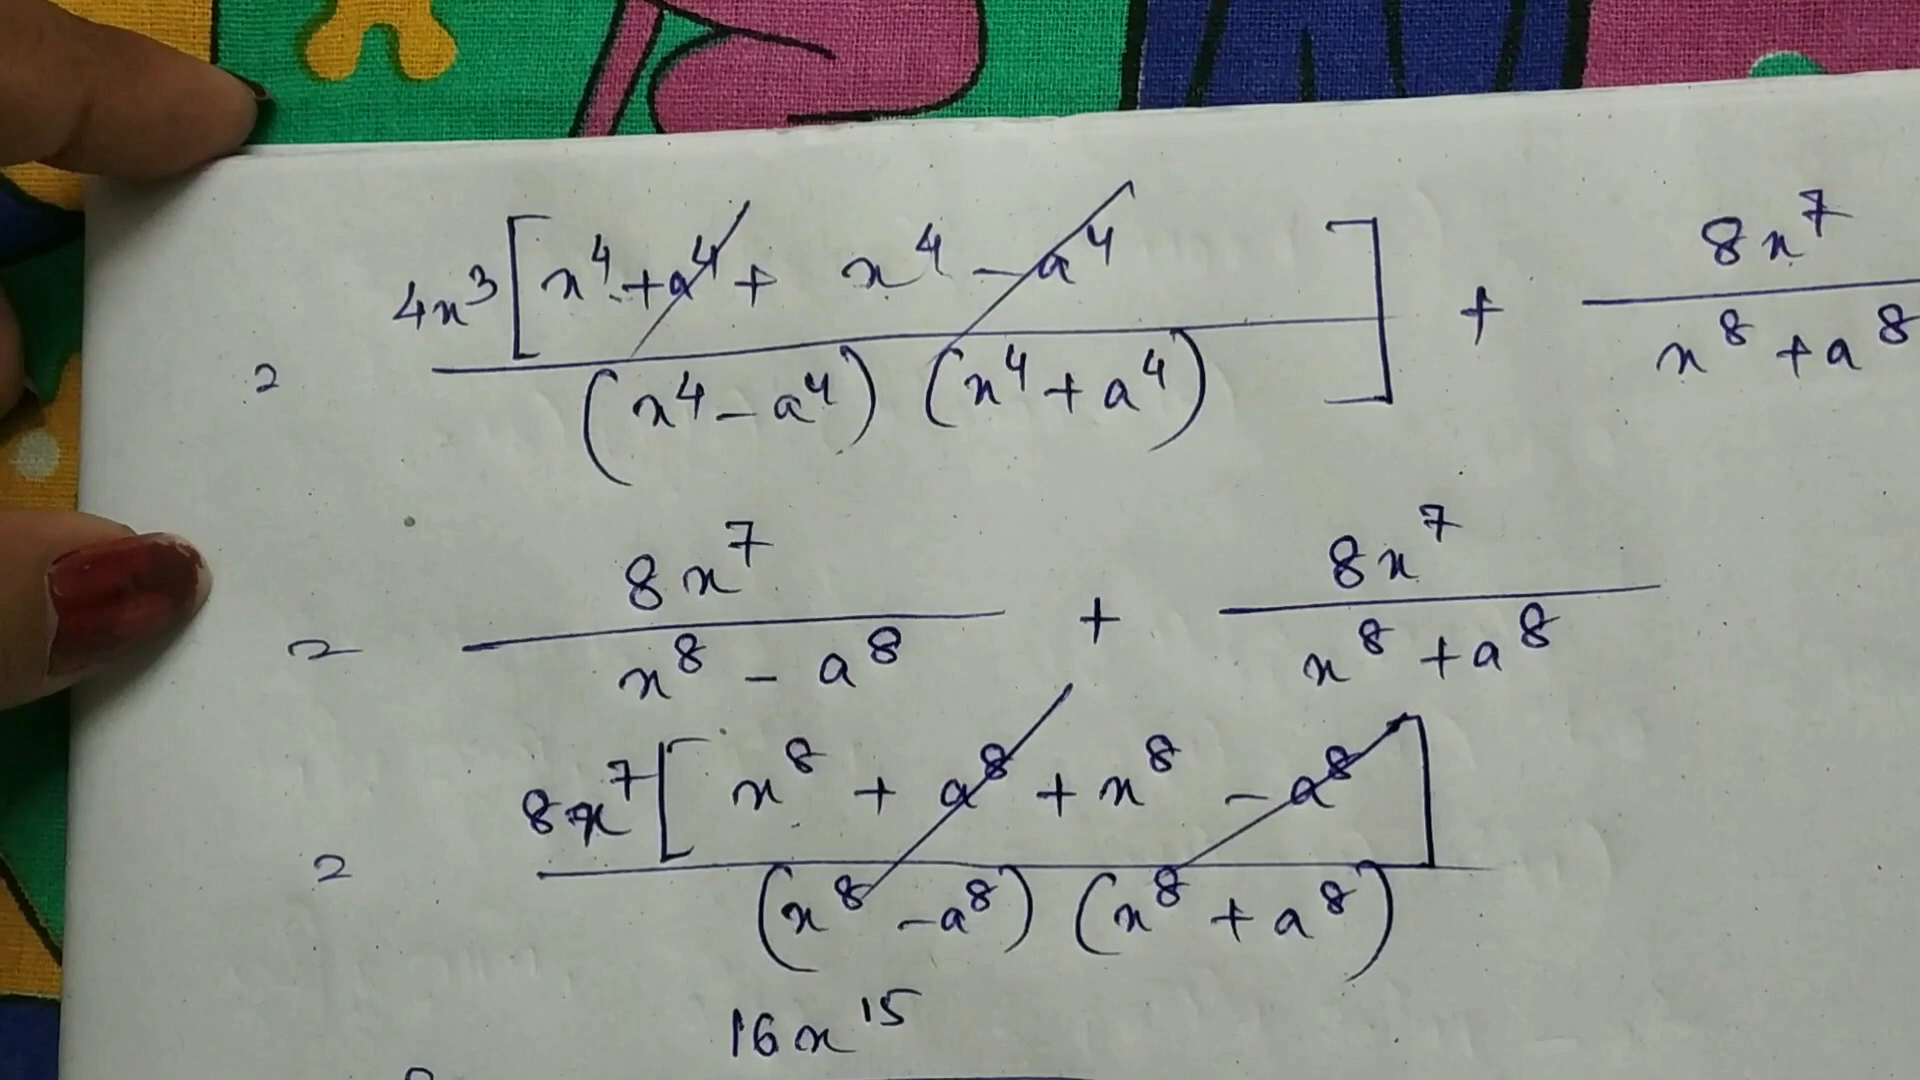 = 4x³[x⁴ + a⁴ + x⁴ - a⁴] / (x⁴ - a⁴) (x⁴ + a⁴) + 8x⁷ / x⁸ + a⁸
= 8x⁷ / x⁸ - a⁸ + 8x⁷ / x⁸ + a⁸
= 8x⁷[x⁸ + a⁸ + x⁸ - a⁸] / (x⁸ - a⁸) (x⁸ + a⁸)
16x¹⁵